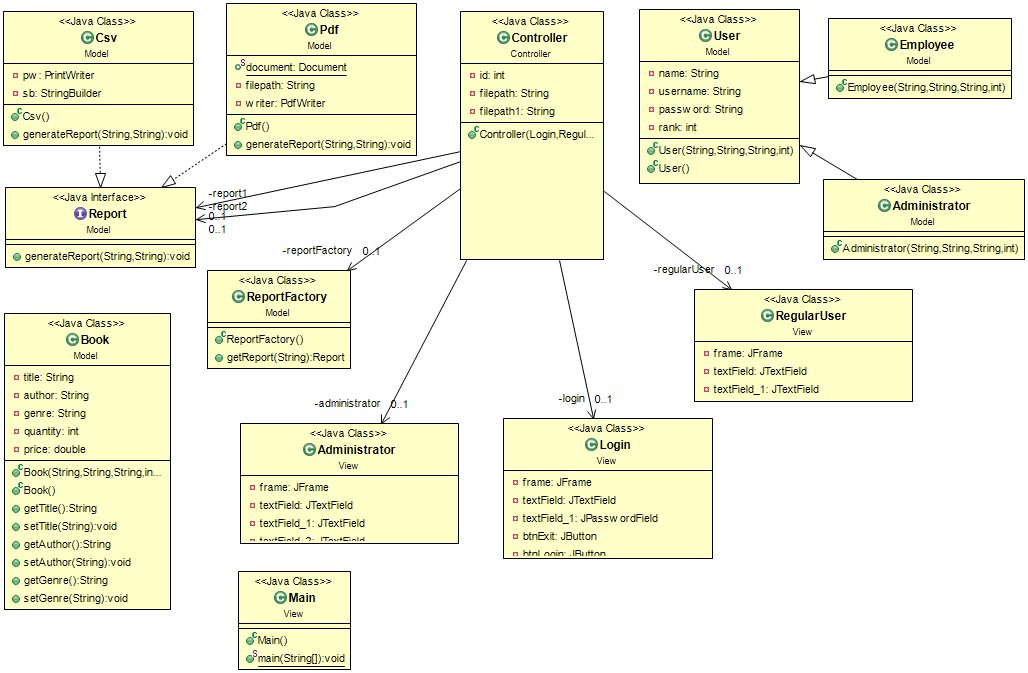 <<Java Class>>
Csv
Model
pw: PrintWriter
sb: StringBuilder
Csv()
generateReport(String,String):void
<<Java Class>>
Pdf
Model
document: Document
filepath: String
writer: PdfWriter
Pdf()
generateReport(String,String):void
<<Java Class>>
Controller
Controller
id: int
filepath: String
filepath1: String
Controller(Login,Regul...
<<Java Class>>
User
Model
name: String
username: String
password: String
rank: int
User(String,String,String,int)
User()
<<Java Class>>
Employee
Model
Employee(String,String,String,int)
<<Java Class>>
Administrator
Model
Administrator(String,String,String,int)
<<Java Interface>>
Report
Model
generateReport(String,String):void
-report1
-report2
0..1
0..1
-reportFactory 0..1
-regularUser 0..1
<<Java Class>>
ReportFactory
Model
ReportFactory()
getReport(String):Report
<<Java Class>>
RegularUser
View
frame: JFrame
textField: JTextField
textField_1: JTextField
<<Java Class>>
Book
Model
title: String
author: String
genre: String
quantity: int
price: double
Book(String,String,String,in...
Book()
getTitle():String
setTitle(String):void
getAuthor():String
setAuthor(String):void
getGenre():String
setGenre(String):void
-administrator 0..1
-login 0..1
<<Java Class>>
Administrator
View
frame: JFrame
textField: JTextField
textField_1: JTextField
textField_2: JTextField
<<Java Class>>
Login
View
frame: JFrame
textField: JTextField
textField_1: JPasswordField
btnExit: JButton
btnLogin: JButton
<<Java Class>>
Main
View
Main()
main(String[]):void